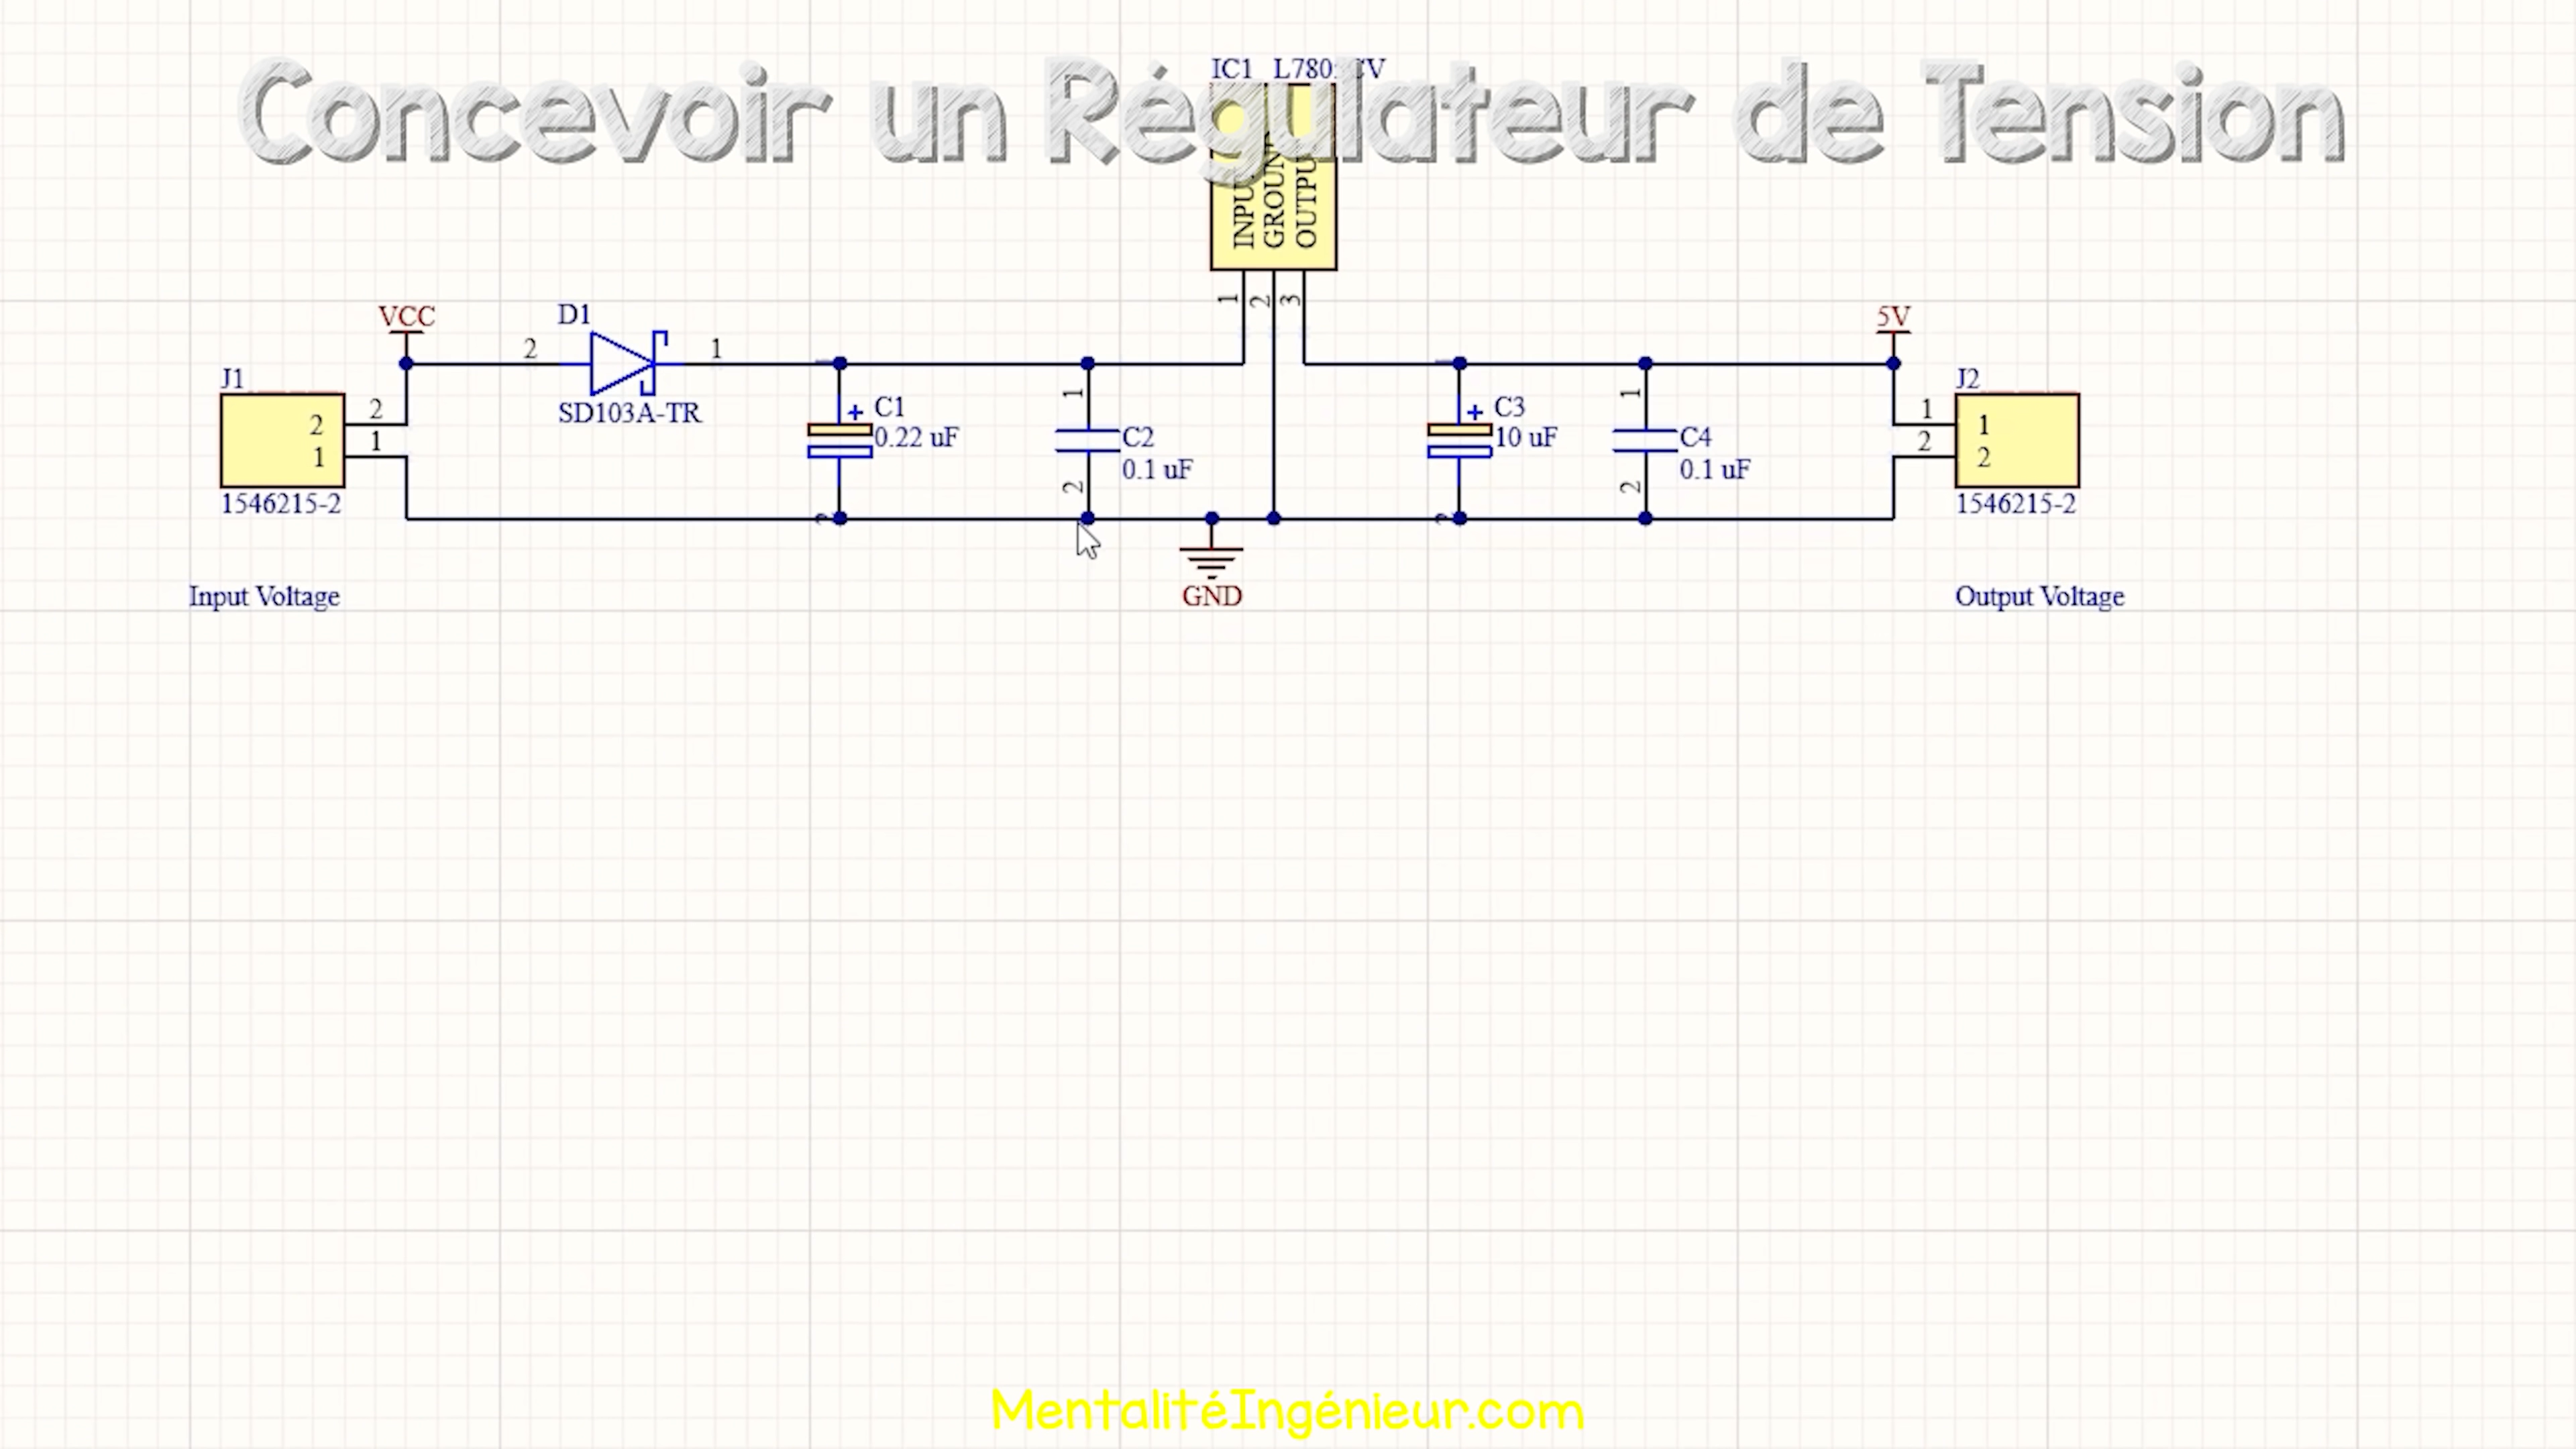 Concevoir un Régulateur de Tension
IC1
INPU
GROUN
OUTPU
1
2
3
VCC
D1
2
1
SD103A-TR
J1
2
1
2
1
1546215-2
Input Voltage
+
C1
0.22 uF
1
C2
0.1 uF
2
GND
+
C3
10 uF
1
C4
0.1 uF
2
5V
J2
1
2
1
2
1546215-2
Output Voltage
MentalitéIngénieur.com